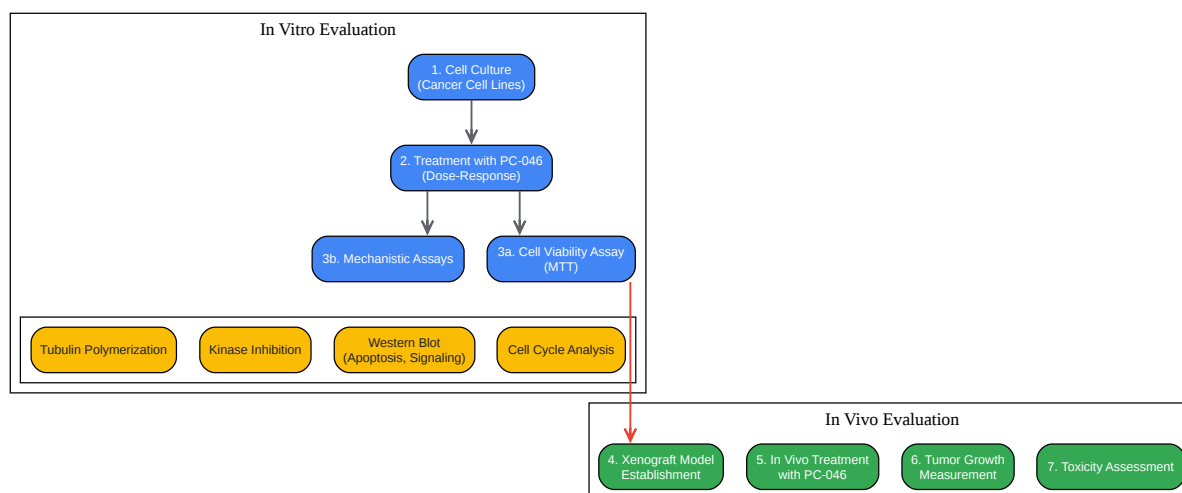 In Vitro Evaluation
1. Cell Culture
(Cancer Cell Lines)
2. Treatment with PC-046
(Dose-Response)
3b. Mechanistic Assays
3a. Cell Viability Assay
(MTT)
Tubulin Polymerization
Kinase Inhibition
Western Blot
(Apoptosis, Signaling)
Cell Cycle Analysis
In Vivo Evaluation
4. Xenograft Model
Establishment
5. In Vivo Treatment
with PC-046
6. Tumor Growth
Measurement
7. Toxicity Assessment